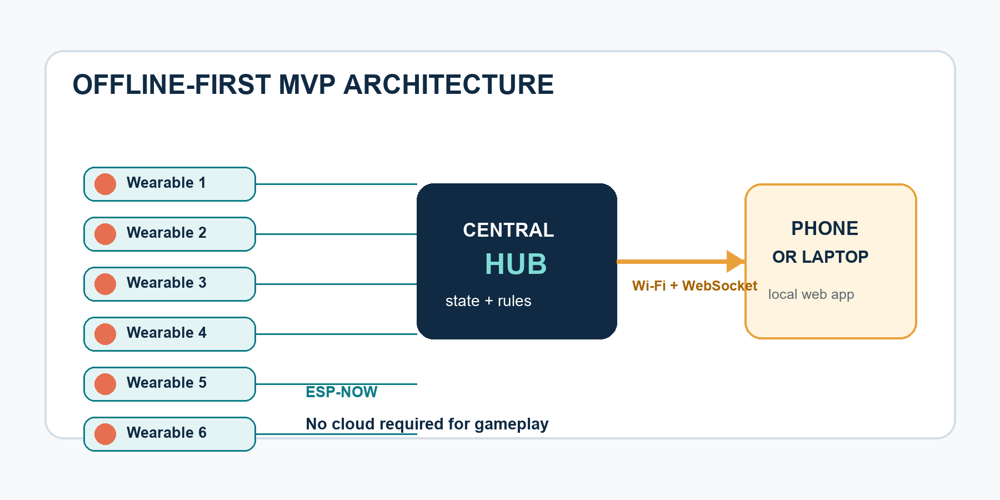 OFFLINE-FIRST MVP ARCHITECTURE
Wearable 1
Wearable 2
Wearable 3
Wearable 4
Wearable 5
Wearable 6
ESP-NOW
No cloud required for gameplay
CENTRAL
HUB
state + rules
Wi-Fi + WebSocket
PHONE
OR LAPTOP
local web app